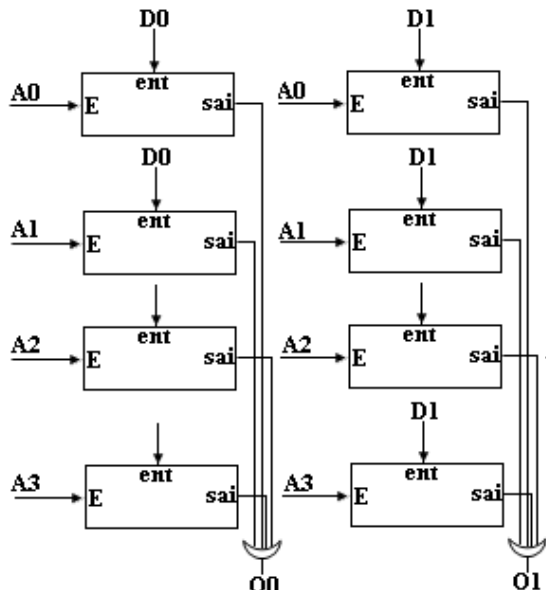 D0 D1
ent ent
A0 E sai A0 E sai
D0 D1
ent ent
A1 E sai A1 E sai
ent ent
A2 E sai A2 E sai
D1
ent ent
A3 E sai A3 E sai
O0 O1